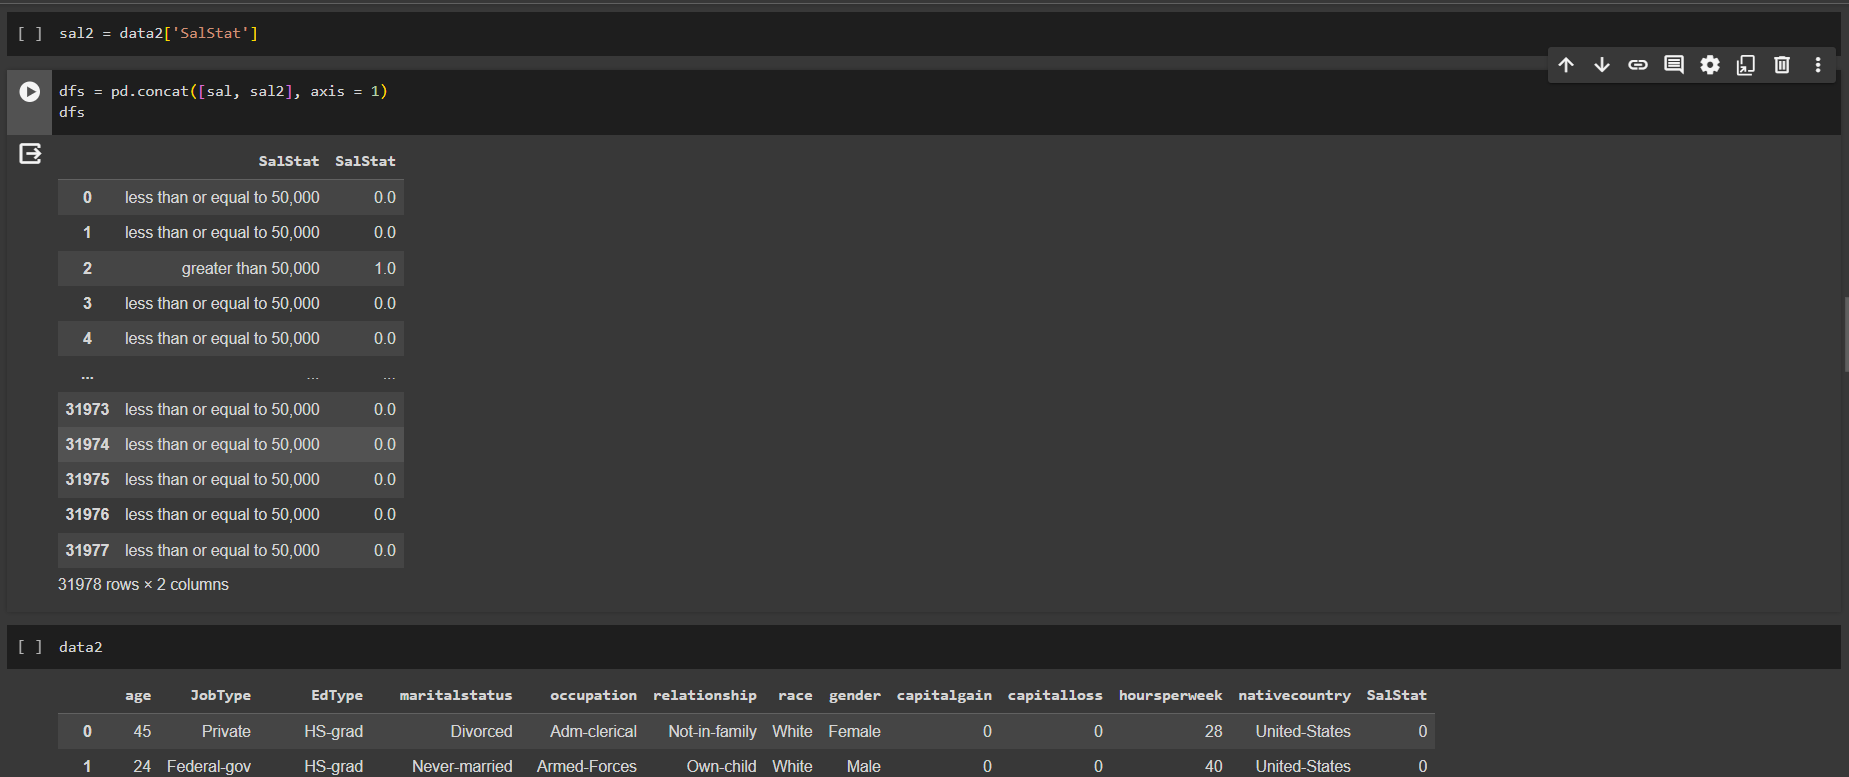 [ ] sal2 = data2['SalStat']
dfs = pd.concat([sal, sal2], axis = 1)
dfs
SalStat SalStat
0 less than or equal to 50,000 0.0
1 less than or equal to 50,000 0.0
2 greater than 50,000 1.0
3 less than or equal to 50,000 0.0
4 less than or equal to 50,000 0.0
... ... ...
31973 less than or equal to 50,000 0.0
31974 less than or equal to 50,000 0.0
31975 less than or equal to 50,000 0.0
31976 less than or equal to 50,000 0.0
31977 less than or equal to 50,000 0.0
31978 rows × 2 columns
[ ] data2
age JobType EdType maritalstatus occupation relationship race gender capitalgain capitalloss hoursperweek nativecountry SalStat
0 45 Private HS-grad Divorced Adm-clerical Not-in-family White Female 0 0 28 United-States 0
1 24 Federal-gov HS-grad Never-married Armed-Forces Own-child White Male 0 0 40 United-States 0